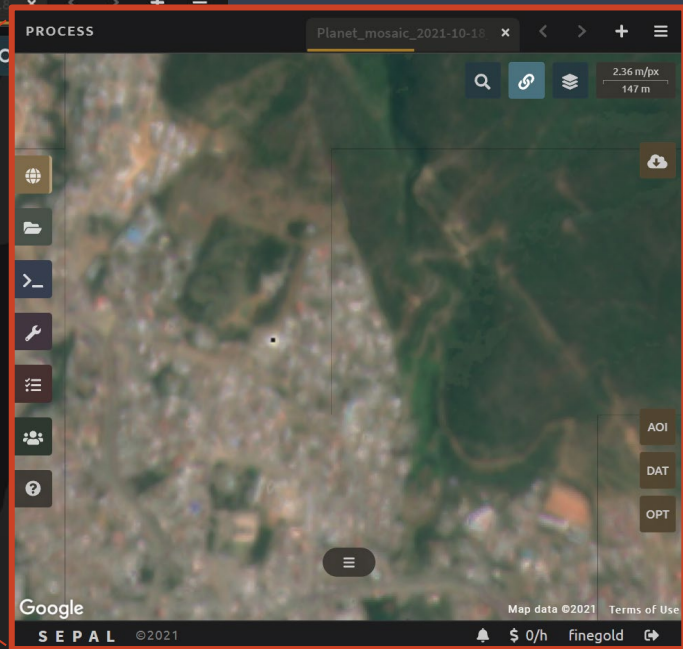 PROCESS
Planet_mosaic_2021-10-18
2.36 m/px
147 m
AOI
DAT
OPT
Google
Map data ©2021 Terms of Use
SEPAL ©2021
$ 0/h finegold